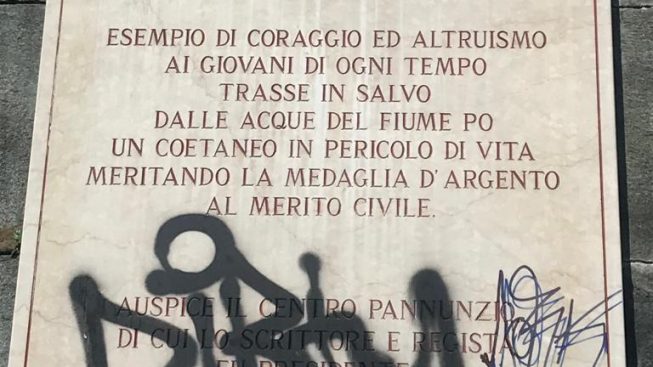 ESEMPIO DI CORAGGIO ED ALTRUISMO
AI GIOVANI DI OGNI TEMPO
TRASSE IN SALVO
DALLE ACQUE DEL FIUME PO
UN COETANEO IN PERICOLO DI VITA
MERITANDO LA MEDAGLIA D'ARGENTO
AL MERITO CIVILE.
AUSPICE IL CENTRO PANNUNZIO
DI CUI LO SCRITTORE E REGISTA
FU PRESIDENTE